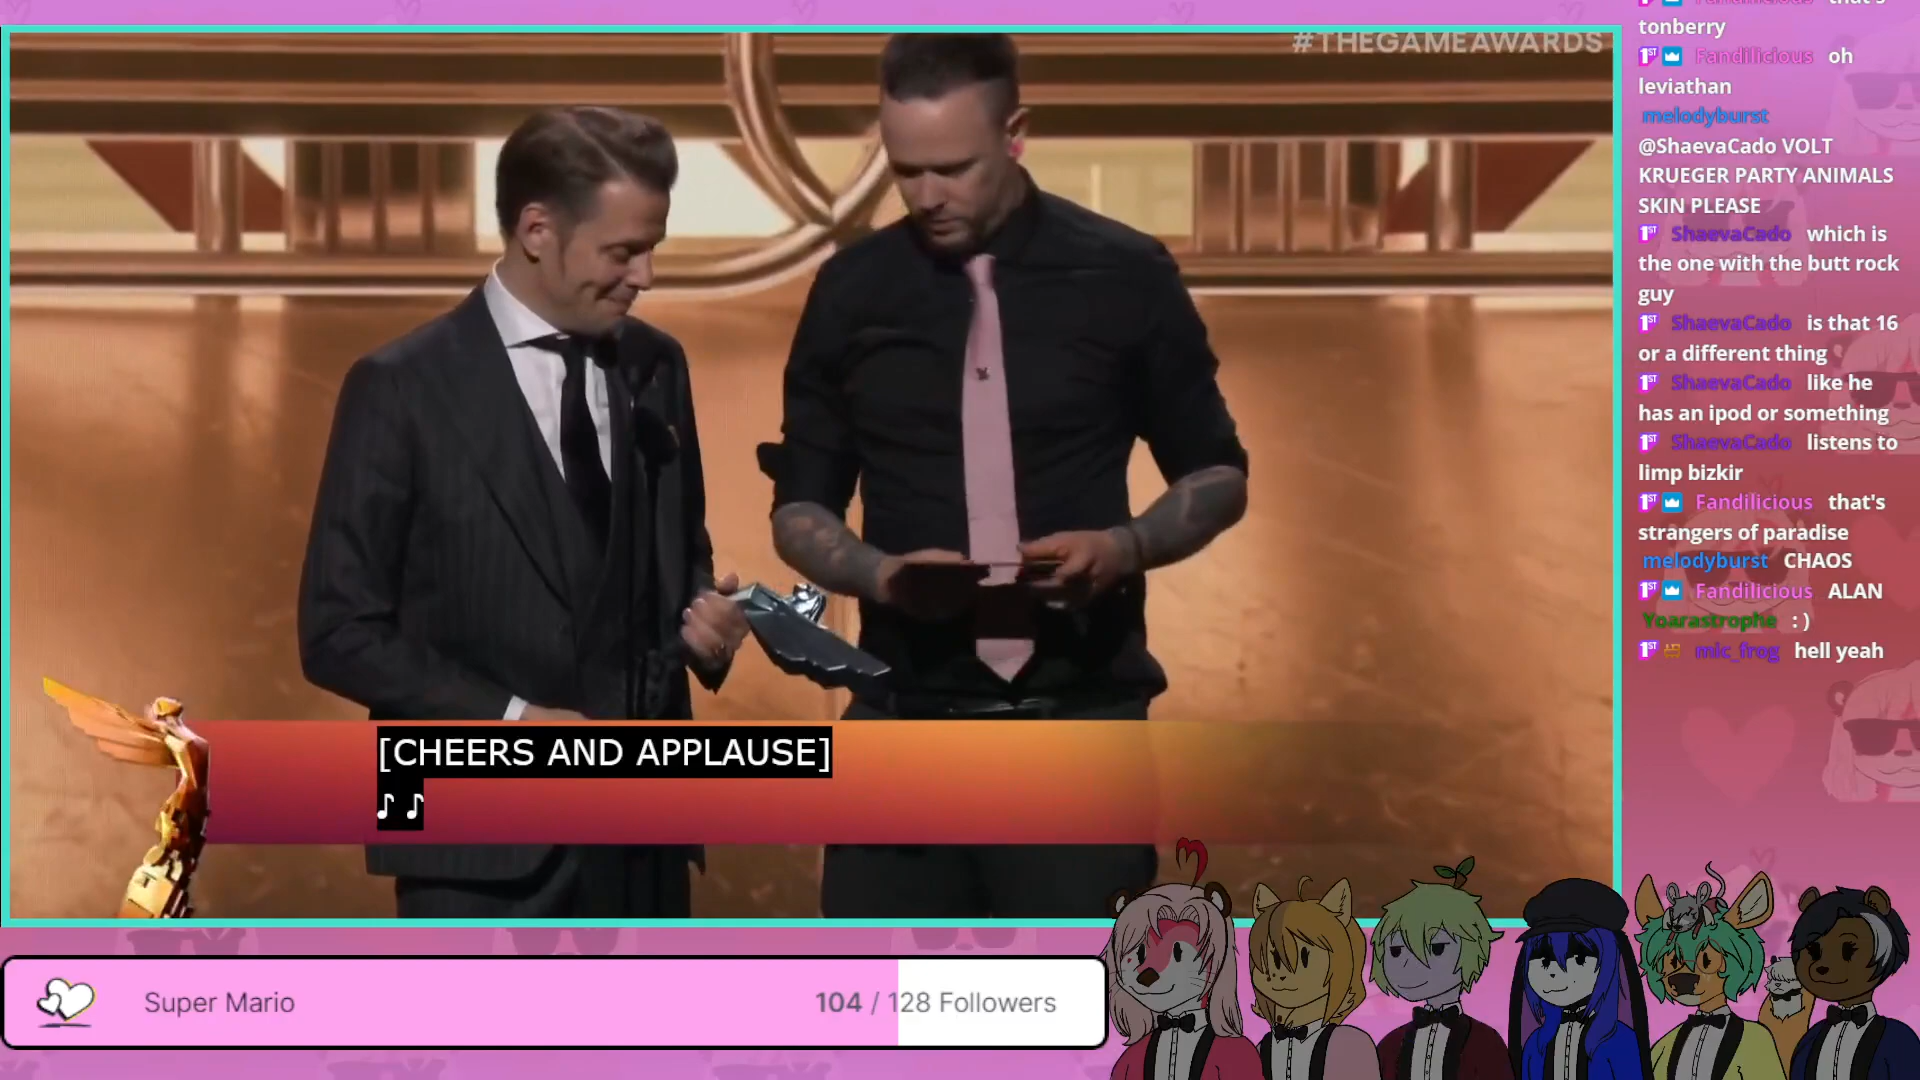 #THEGAMEAWARDS
[CHEERS AND APPLAUSE]
♪ ♪
Super Mario
104 / 128 Followers
Fandilicious that's
tonberry
Fandilicious oh
leviathan
melodyburst
@ShaevaCado VOLT
KRUEGER PARTY ANIMALS
SKIN PLEASE
ShaevaCado which is
the one with the butt rock
guy
ShaevaCado is that 16
or a different thing
ShaevaCado like he
has an ipod or something
ShaevaCado listens to
limp bizkir
Fandilicious that's
strangers of paradise
melodyburst CHAOS
Fandilicious ALAN
Yoarastrophe : )
mic_frog hell yeah